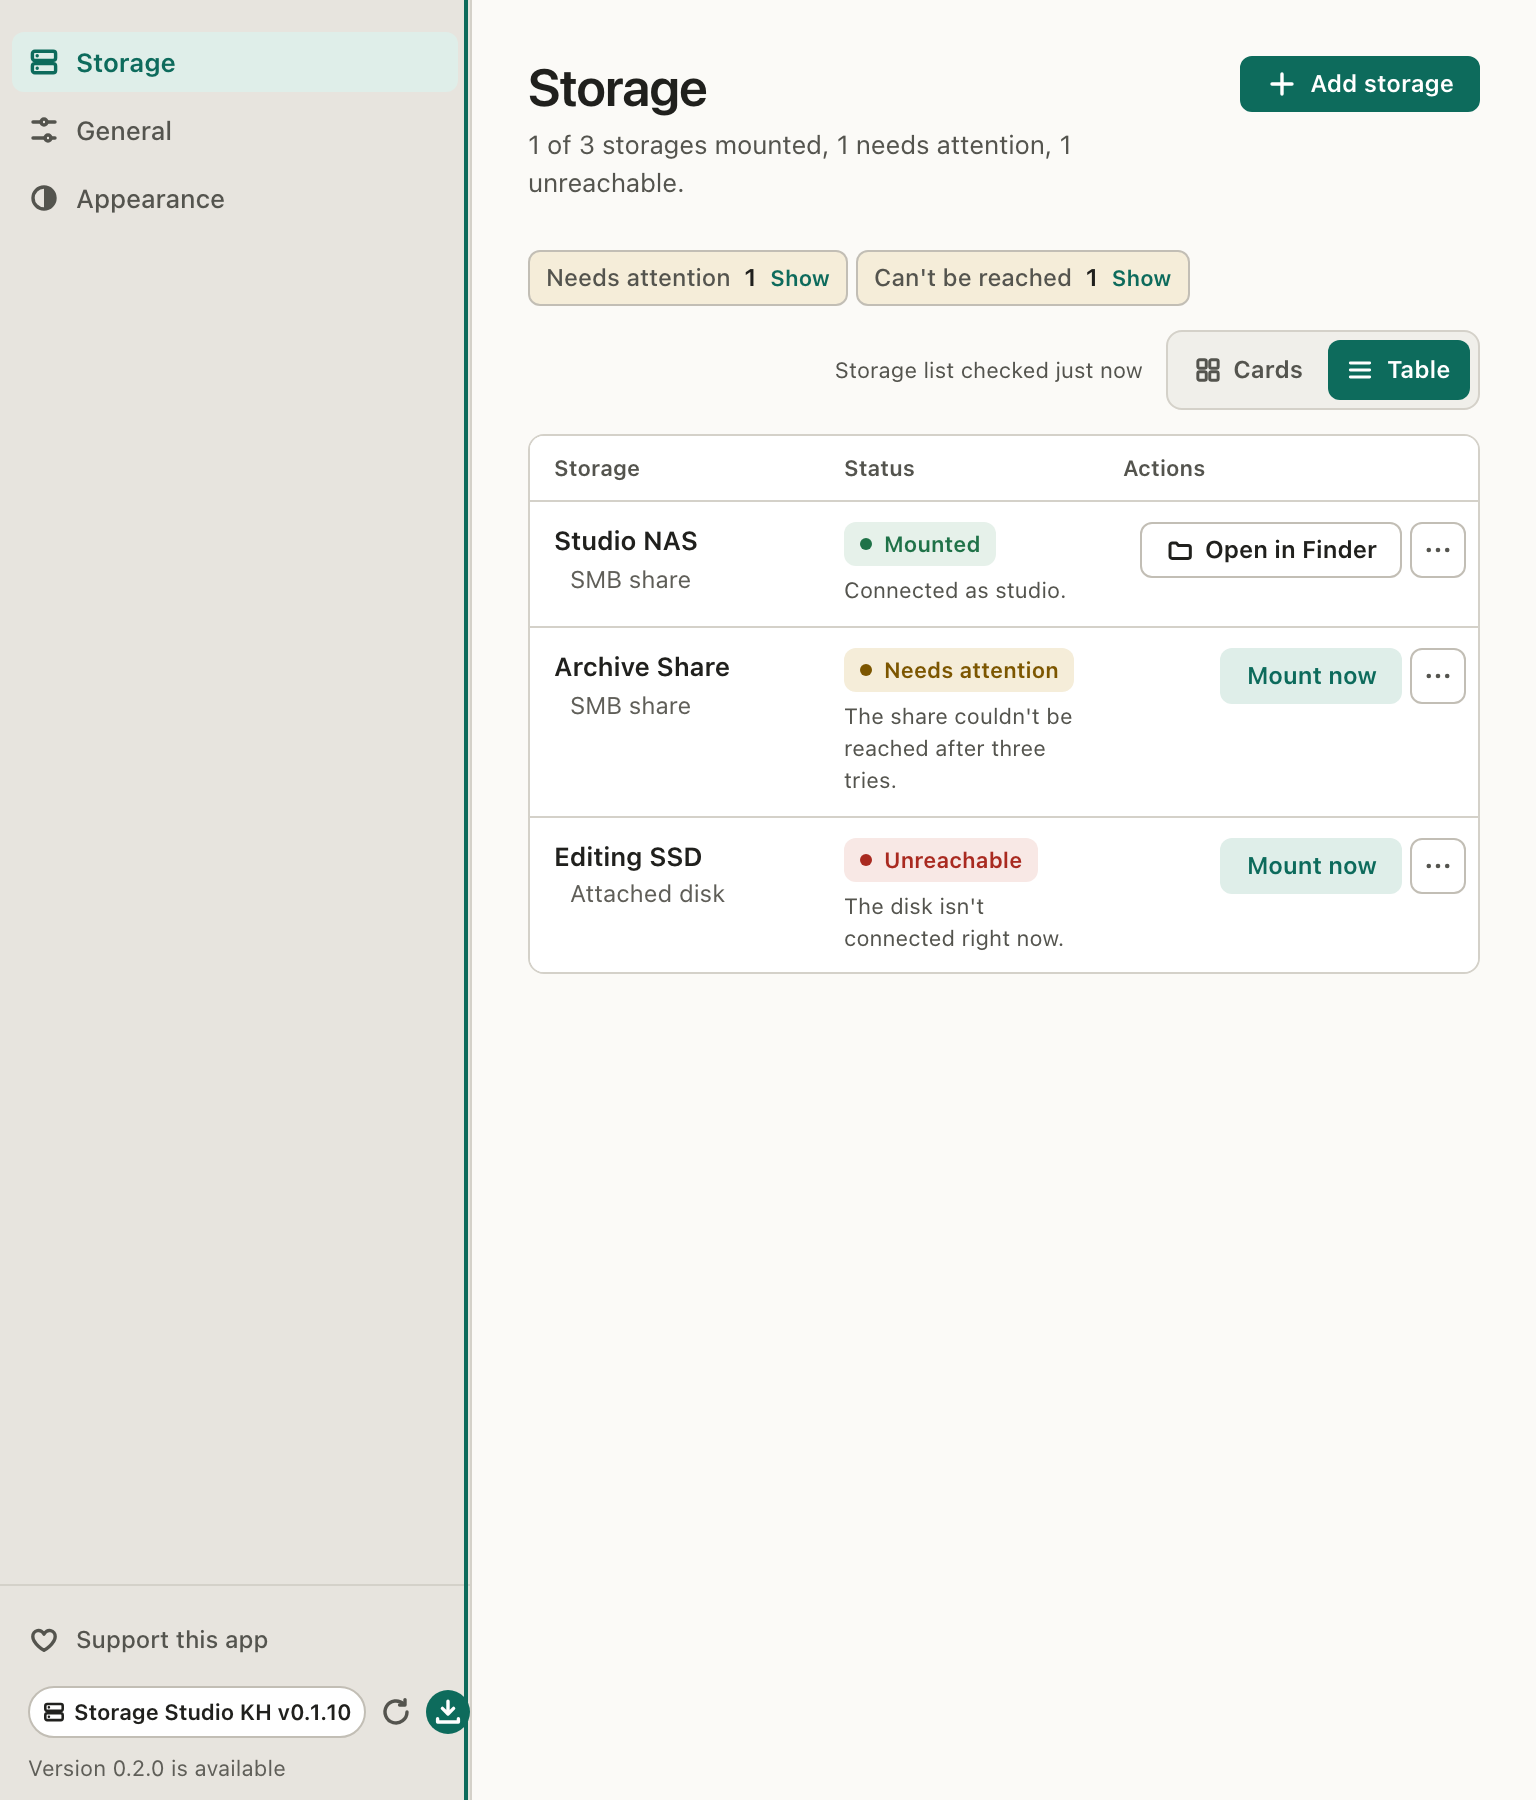 Storage
General
Appearance
Support this app
Storage Studio KH v0.1.10
Version 0.2.0 is available
Storage
Add storage
1 of 3 storages mounted, 1 needs attention, 1
unreachable.
Needs attention 1 Show
Can't be reached 1 Show
Storage list checked just now
Cards
Table
Storage Status Actions
Studio NAS
SMB share
Mounted
Connected as studio.
Open in Finder
Archive Share
SMB share
Needs attention
The share couldn't be
reached after three
tries.
Mount now
Editing SSD
Attached disk
Unreachable
The disk isn't
connected right now.
Mount now